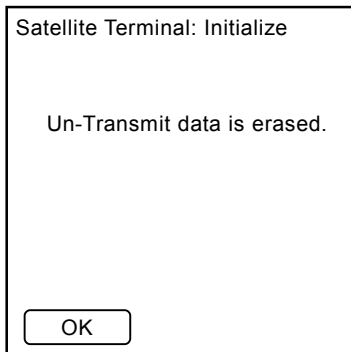 Satellite Terminal: Initialize
Un-Transmit data is erased.
OK